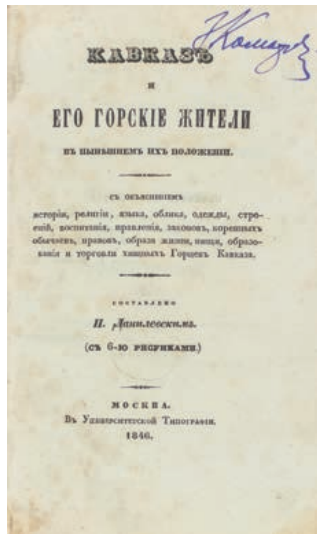 КАВКАЗЪ
И
ЕГО ГОРСКІЕ ЖИТЕЛИ
ВЪ НЫНѢШНЕМЪ ИХЪ ПОЛОЖЕНІИ.
СЪ ОБЪЯСНЕНІЕМЪ
исторіи, религіи, языка, облика, одежды, строе-
ній, воспитанія, правленія, законовъ, коренныхъ
обычаевъ, нравовъ, образа жизни, пищи, образо-
ванія и торговли хищныхъ Горцевъ Кавказа.
СОСТАВЛЕНО
Н. Данилевскимъ.
(СЪ 6-Ю РИСУНКАМИ.)
МОСКВА.
Въ Университетской Типографіи.
1846.